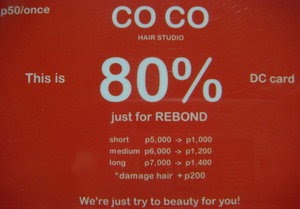 p50/once
CO CO
HAIR STUDIO
This is 80% DC card
just for REBOND
short p5,000 -> p1,000
medium p6,000 -> p1,200
long p7,000 -> p1,400
*damage hair + p200
We're just try to beauty for you!